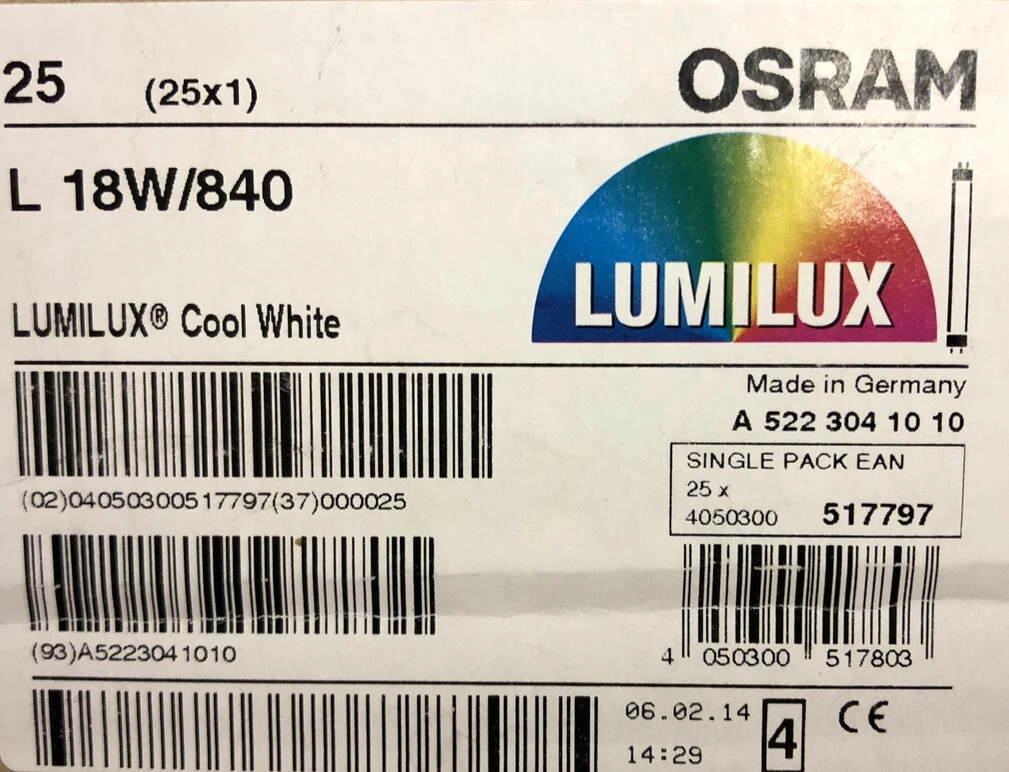 25 (25x1) OSRAM
L 18W/840
LUMILUX
LUMILUX® Cool White
Made in Germany
A 522 304 10 10
SINGLE PACK EAN
25 x
4050300 517797
(02)04050300517797(37)000025
(93)A5223041010
4 050300 517803
06.02.14
14:29
4
CE